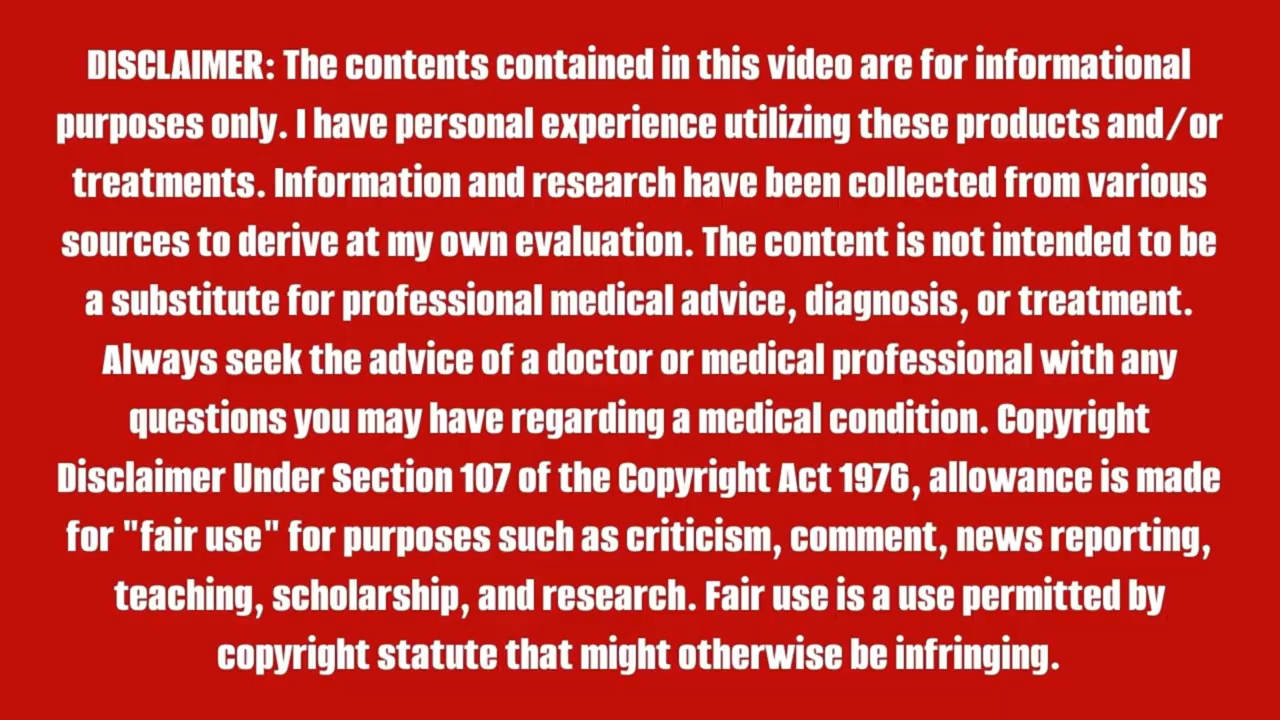 DISCLAIMER: The contents contained in this video are for informational
purposes only. I have personal experience utilizing these products and/or
treatments. Information and research have been collected from various
sources to derive at my own evaluation. The content is not intended to be
a substitute for professional medical advice, diagnosis, or treatment.
Always seek the advice of a doctor or medical professional with any
questions you may have regarding a medical condition. Copyright
Disclaimer Under Section 107 of the Copyright Act 1976, allowance is made
for "fair use" for purposes such as criticism, comment, news reporting,
teaching, scholarship, and research. Fair use is a use permitted by
copyright statute that might otherwise be infringing.